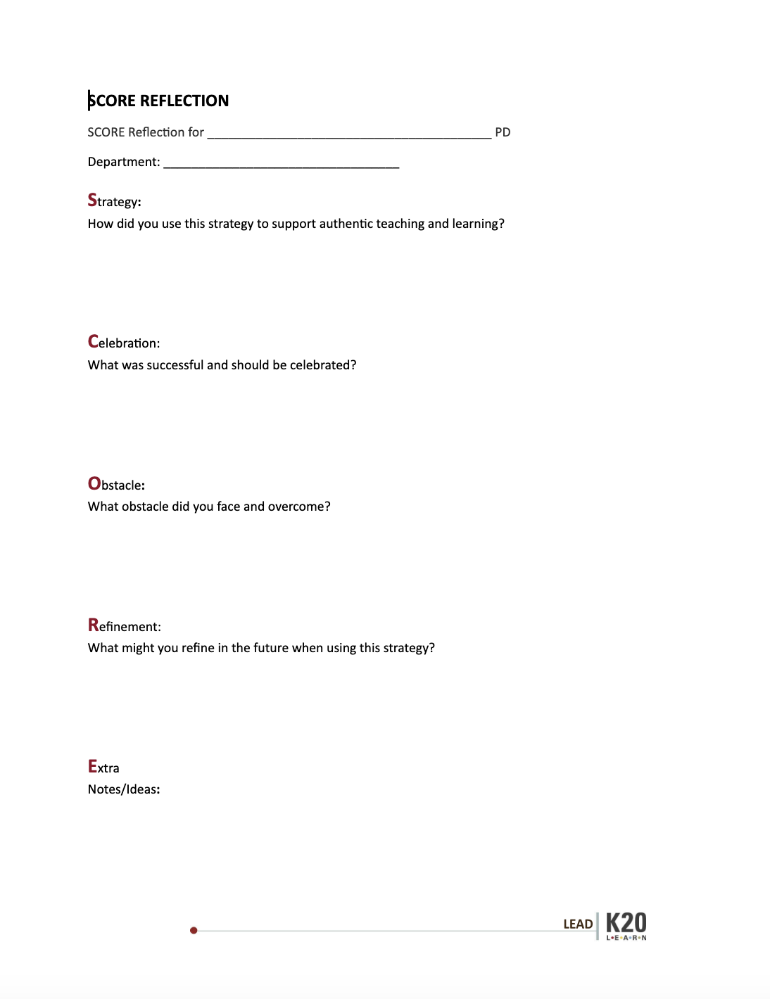 SCORE REFLECTION
SCORE Reflection for _________________________________________ PD
Department: __________________________________
Strategy:
How did you use this strategy to support authentic teaching and learning?
Celebration:
What was successful and should be celebrated?
Obstacle:
What obstacle did you face and overcome?
Refinement:
What might you refine in the future when using this strategy?
Extra
Notes/Ideas:
LEAD
K20
L•E•A•R•N